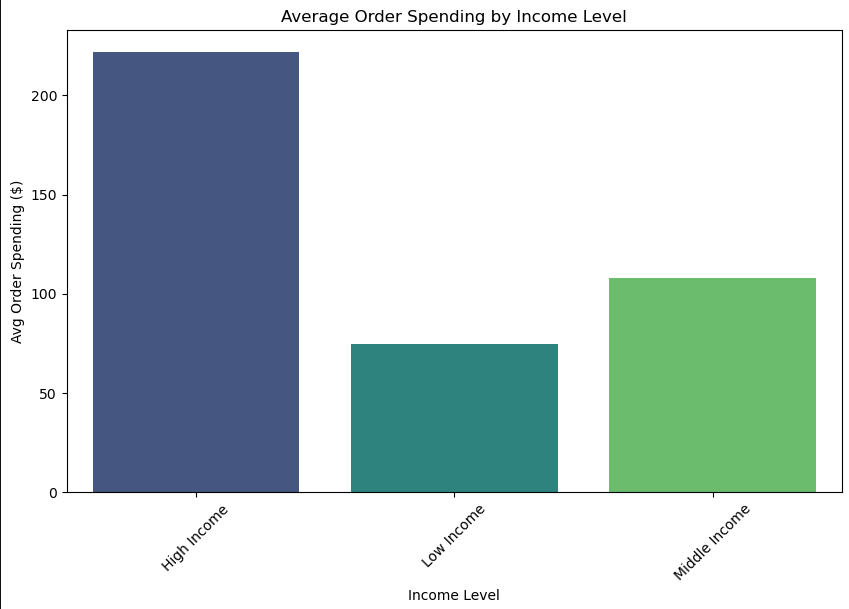 Average Order Spending by Income Level
Avg Order Spending ($)
200
150
100
50
0
High Income
Low Income
Middle Income
Income Level